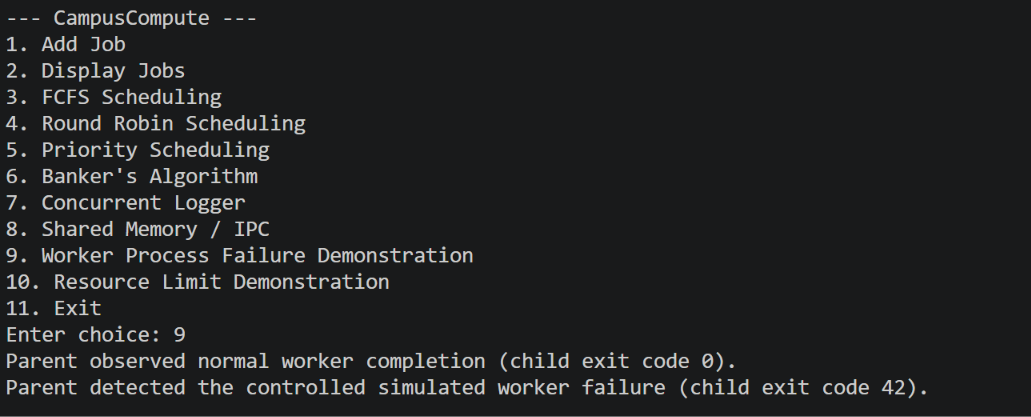 --- CampusCompute ---
1. Add Job
2. Display Jobs
3. FCFS Scheduling
4. Round Robin Scheduling
5. Priority Scheduling
6. Banker's Algorithm
7. Concurrent Logger
8. Shared Memory / IPC
9. Worker Process Failure Demonstration
10. Resource Limit Demonstration
11. Exit
Enter choice: 9
Parent observed normal worker completion (child exit code 0).
Parent detected the controlled simulated worker failure (child exit code 42).